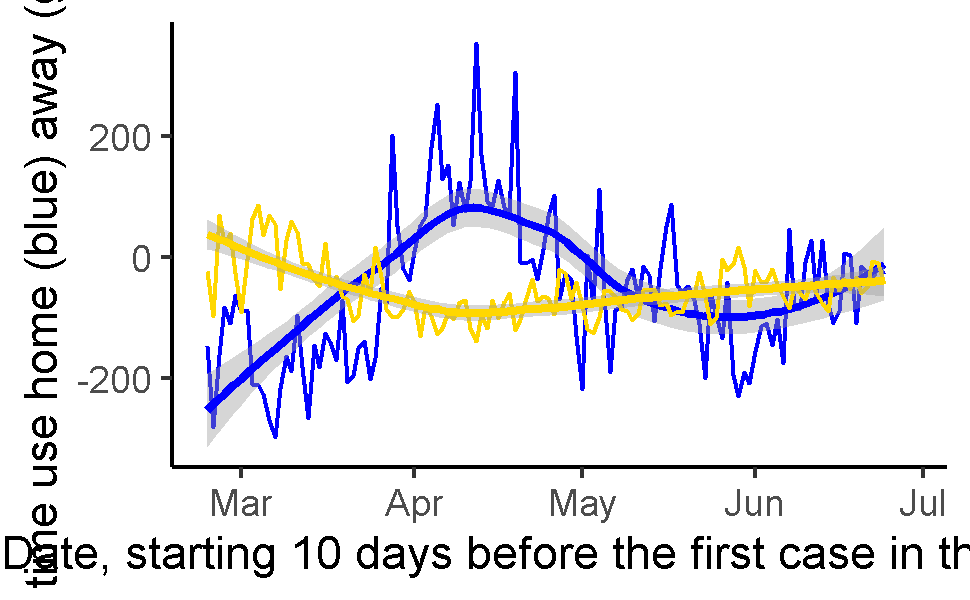 time use home (blue) away (
200
0
-200
Mar Apr May Jun Jul
Date, starting 10 days before the first case in th